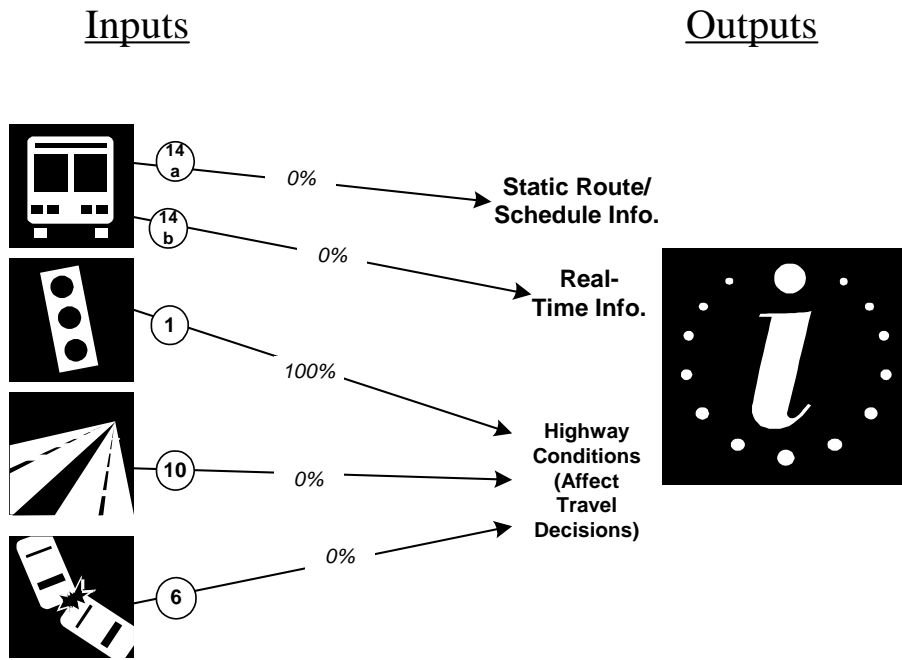 Inputs
Outputs
14
a
0%
Static Route/
Schedule Info.
14
b
0%
Real-
Time Info.
1
100%
Highway
Conditions
(Affect
Travel
Decisions)
10
0%
0%
6
i